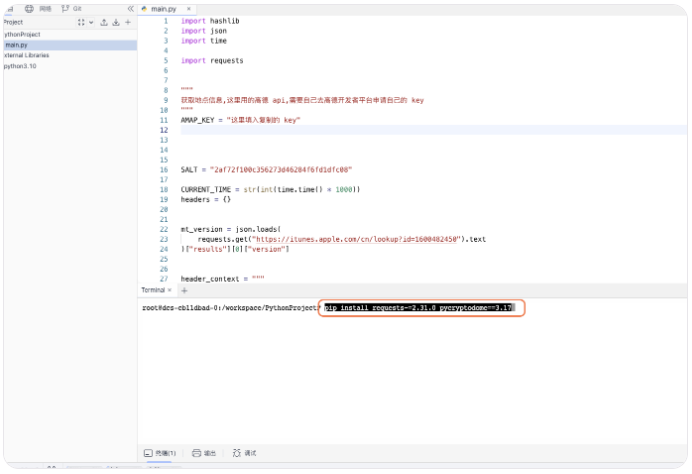 网络 Git
Project
main.py
ythonProject
main.py
xternal Libraries
python3.10
1 import hashlib
2 import json
3 import time
4
5 import requests
6
7
8 """
9 获取地点信息,这里用的高德 api,需要自己去高德开发者平台申请自己的 key
10 """
11 AMAP_KEY = "这里填入复制的 key"
12
13
14
15
16 SALT = "2af72f100c356273d46284f6fd1dfc08"
17
18 CURRENT_TIME = str(int(time.time() * 1000))
19 headers = {}
20
21
22 mt_version = json.loads(
23 requests.get("https://itunes.apple.com/cn/lookup?id=1600482450").text
24 )["results"][0]["version"]
25
26
27 header_context = """
Terminal
root@dcs-cb11dbad-0:/workspace/PythonProject# pip install requests==2.31.0 pycryptodome==3.17
终端(1) 输出 调试